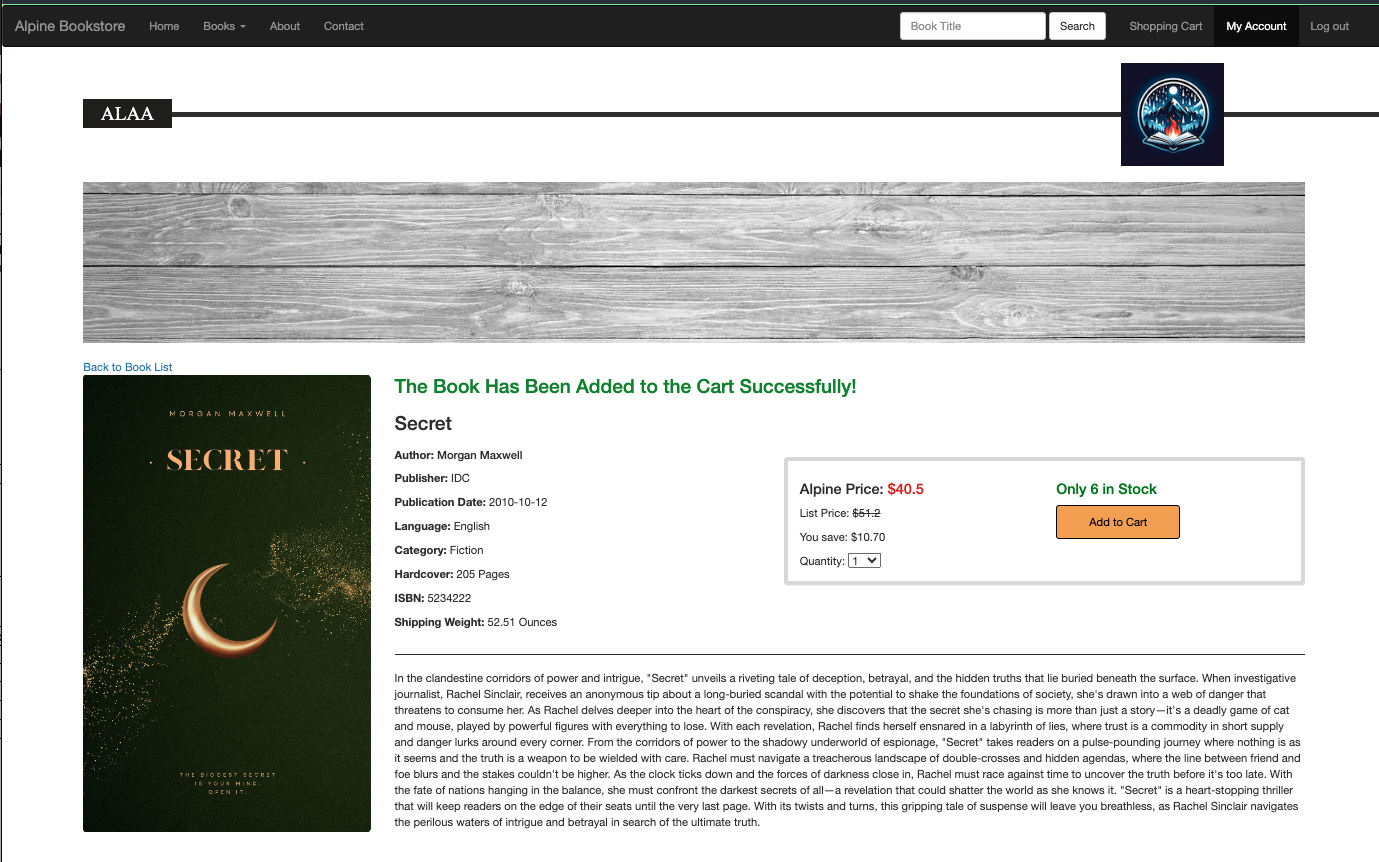 Alpine Bookstore Home Books About Contact Book Title Search Shopping Cart My Account Log out
ALAA
Back to Book List
MORGAN MAXWELL
SECRET
THE BIGGEST SECRET
IS YOUR MIND.
OPEN IT.
The Book Has Been Added to the Cart Successfully!
Secret
Author: Morgan Maxwell
Publisher: IDC
Publication Date: 2010-10-12
Language: English
Category: Fiction
Hardcover: 205 Pages
ISBN: 5234222
Shipping Weight: 52.51 Ounces
Alpine Price: $40.5
List Price: $51.2
You save: $10.70
Quantity: 1
Only 6 in Stock
Add to Cart
In the clandestine corridors of power and intrigue, "Secret" unveils a riveting tale of deception, betrayal, and the hidden truths that lie buried beneath the surface. When investigative
journalist, Rachel Sinclair, receives an anonymous tip about a long-buried scandal with the potential to shake the foundations of society, she's drawn into a web of danger that
threatens to consume her. As Rachel delves deeper into the heart of the conspiracy, she discovers that the secret she's chasing is more than just a story—it's a deadly game of cat
and mouse, played by powerful figures with everything to lose. With each revelation, Rachel finds herself ensnared in a labyrinth of lies, where trust is a commodity in short supply
and danger lurks around every corner. From the corridors of power to the shadowy underworld of espionage, "Secret" takes readers on a pulse-pounding journey where nothing is as
it seems and the truth is a weapon to be wielded with care. Rachel must navigate a treacherous landscape of double-crosses and hidden agendas, where the line between friend and
foe blurs and the stakes couldn't be higher. As the clock ticks down and the forces of darkness close in, Rachel must race against time to uncover the truth before it's too late. With
the fate of nations hanging in the balance, she must confront the darkest secrets of all—a revelation that could shatter the world as she knows it. "Secret" is a heart-stopping thriller
that will keep readers on the edge of their seats until the very last page. With its twists and turns, this gripping tale of suspense will leave you breathless, as Rachel Sinclair navigates
the perilous waters of intrigue and betrayal in search of the ultimate truth.